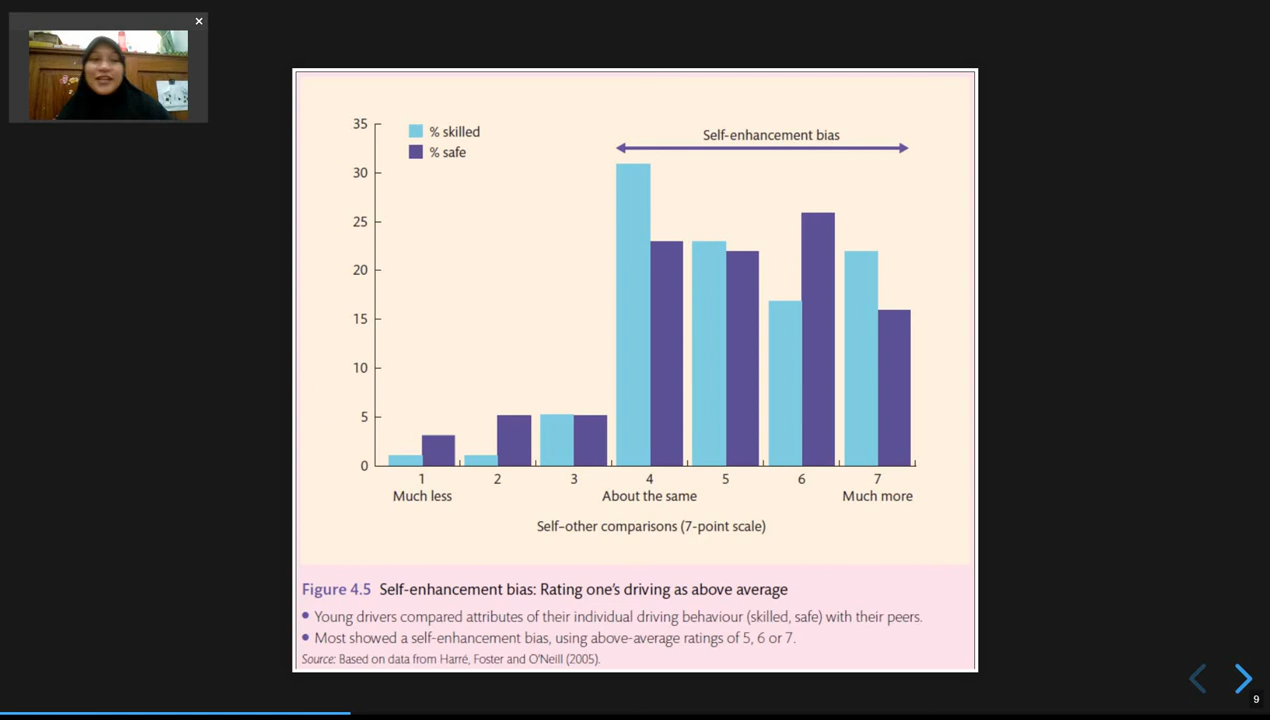 ×
35
30
25
20
15
10
5
0
% skilled
% safe
Self-enhancement bias
1 2 3 4 5 6 7
Much less About the same Much more
Self–other comparisons (7-point scale)
Figure 4.5 Self-enhancement bias: Rating one's driving as above average
• Young drivers compared attributes of their individual driving behaviour (skilled, safe) with their peers.
• Most showed a self-enhancement bias, using above-average ratings of 5, 6 or 7.
Source: Based on data from Harré, Foster and O'Neill (2005).
9